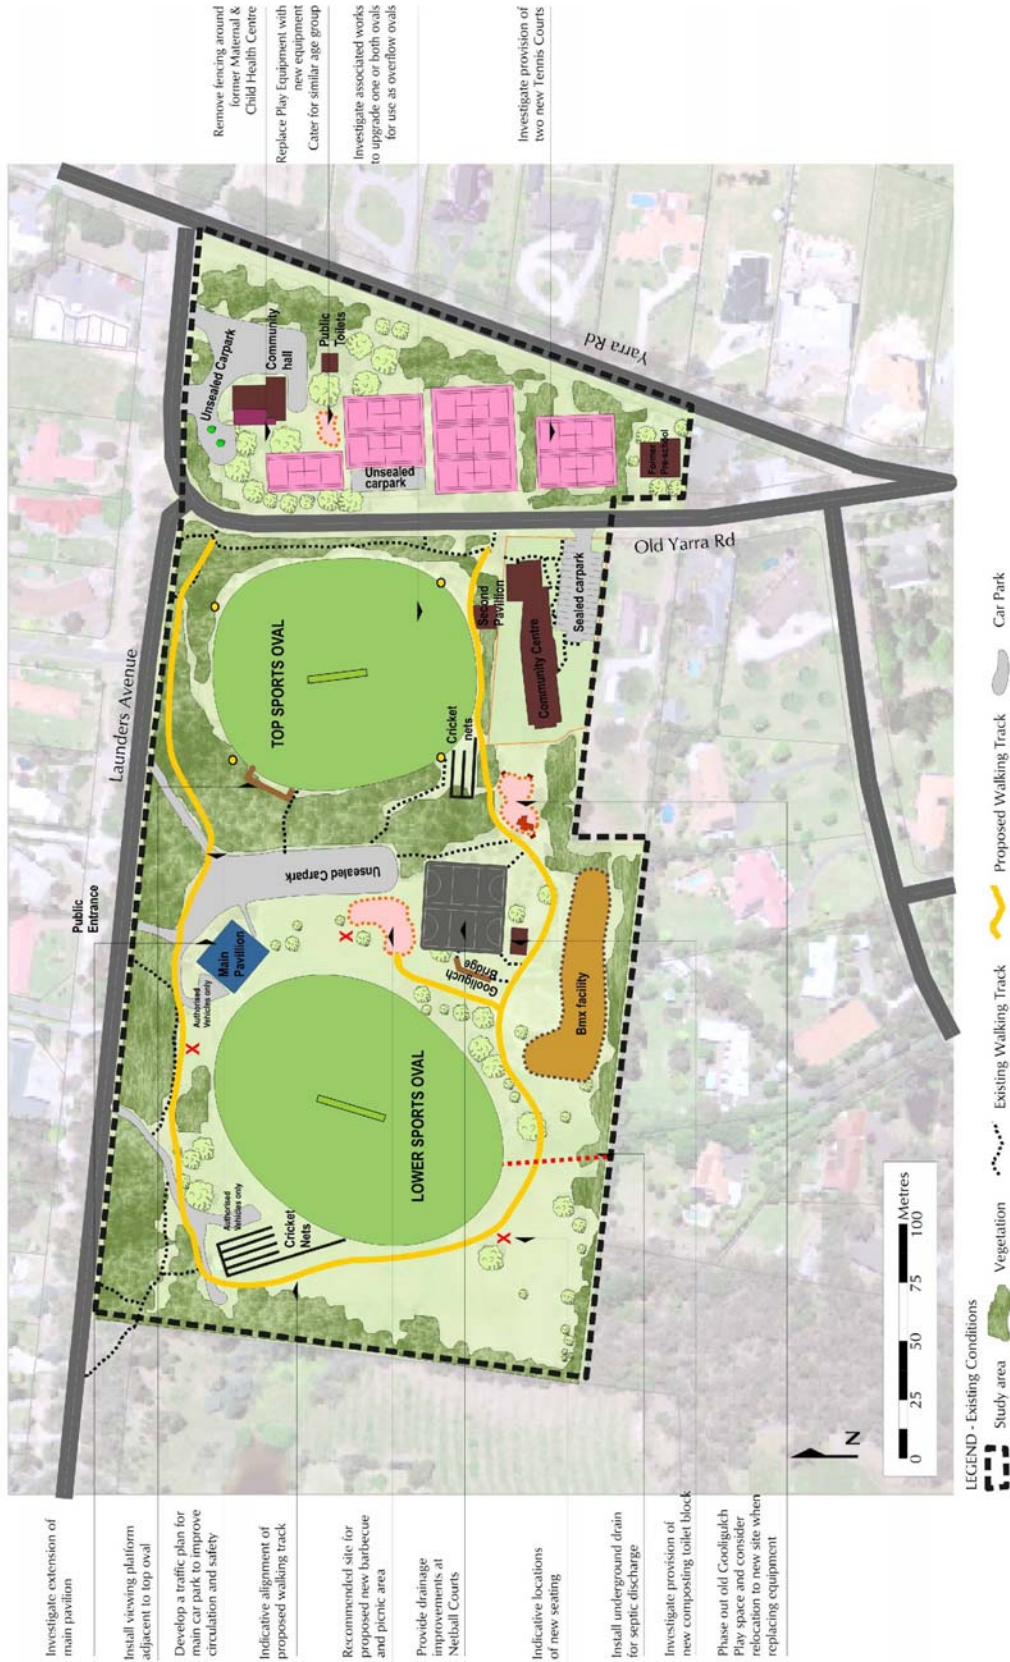 Investigate extension of
main pavilion
Install viewing platform
adjacent to top oval
Develop a traffic plan for
main car park to improve
circulation and safety
Indicative alignment of
proposed walking track
Recommended site for
proposed new barbecue
and picnic area
Provide drainage
improvements at
Netball Courts
Indicative locations
of new seating
Install underground drain
for septic discharge
Investigate provision of
new composting toilet block
Phase out old Gooligulch
Play space and consider
relocation to new site when
replacing equipment
Launders Avenue
Public
Entrance
Authorised
Vehicles only
Main
Pavillion
Authorised
Vehicles only
Cricket
Nets
LOWER SPORTS OVAL
Unsealed Carpark
X
X
X
Gooliguch
Bridge
Bmx facility
TOP SPORTS OVAL
Cricket
nets
Second
Pavillion
Community Centre
Sealed carpark
Old Yarra Rd
Unsealed Carpark
Community
hall
Public
Toilets
Unsealed
carpark
Former
Pre-school
Yarra Rd
Remove fencing around
former Maternal &
Child Health Centre
Replace Play Equipment with
new equipment
Cater for similar age group
Investigate associated works
to upgrade one or both ovals
for use as overflow ovals
Investigate provision of
two new Tennis Courts
N
0 25 50 75 100
Metres
LEGEND - Existing Conditions
Study area
Vegetation
Existing Walking Track
Proposed Walking Track
Car Park